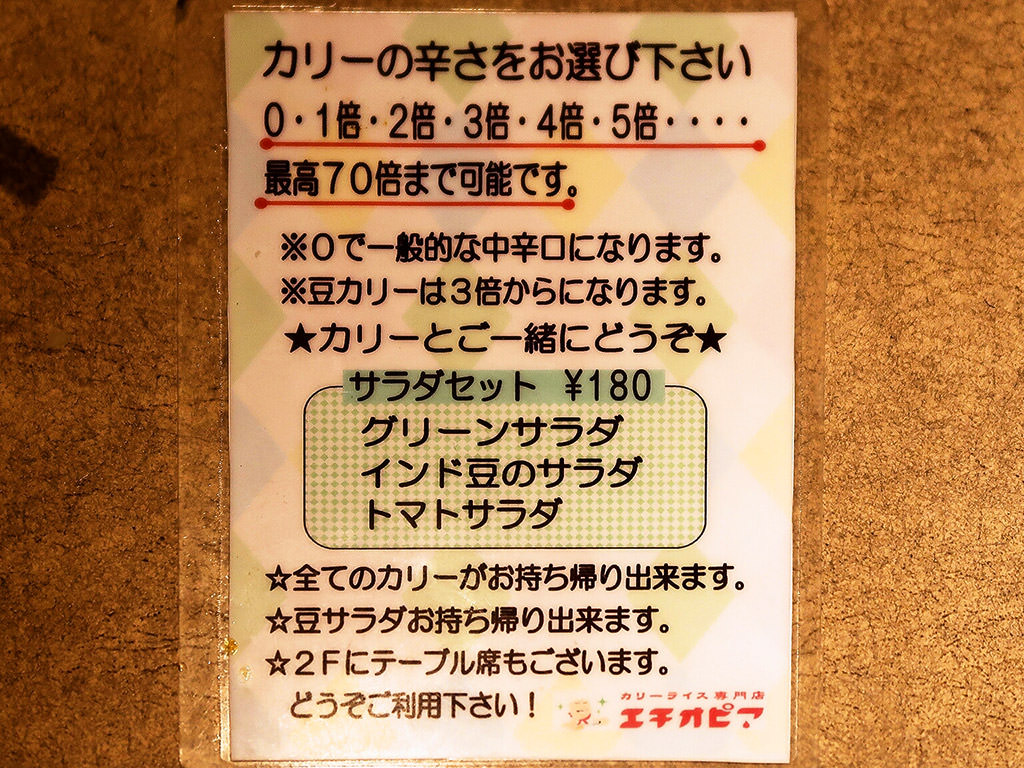 カリーの辛さをお選び下さい
0・1倍・2倍・3倍・4倍・5倍・・・・
最高70倍まで可能です。
※0で一般的な中辛口になります。
※豆カリーは3倍からになります。
★カリーとご一緒にどうぞ★
サラダセット ¥180
グリーンサラダ
インド豆のサラダ
トマトサラダ
☆全てのカリーがお持ち帰り出来ます。
☆豆サラダお持ち帰り出来ます。
☆2Fにテーブル席もございます。
どうぞご利用下さい！
カリーライス専門店
エチオピア